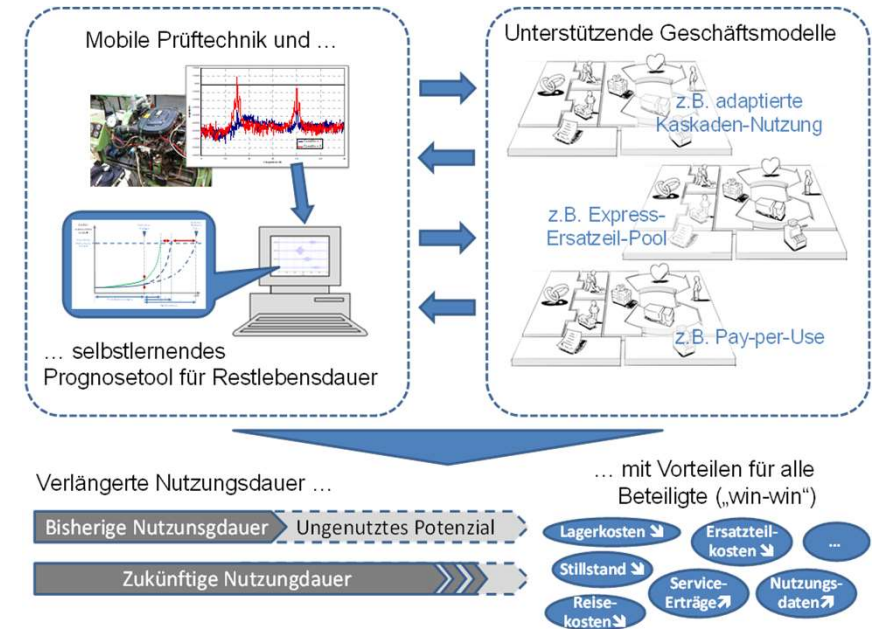 Mobile Prüftechnik und …
… selbstlernendes
Prognosetool für Restlebensdauer
Unterstützende Geschäftsmodelle
z.B. adaptierte
Kaskaden-Nutzung
z.B. Express-
Ersatzeil-Pool
z.B. Pay-per-Use
Verlängerte Nutzungsdauer …
Bisherige Nutzunsgdauer
Ungenutztes Potenzial
Zukünftige Nutzungdauer
… mit Vorteilen für alle
Beteiligte („win-win“)
Lagerkosten ↘
Ersatzteil-
kosten ↘
...
Stillstand ↘
Service-
Erträge↗
Nutzungs-
daten↗
Reise-
kosten↘